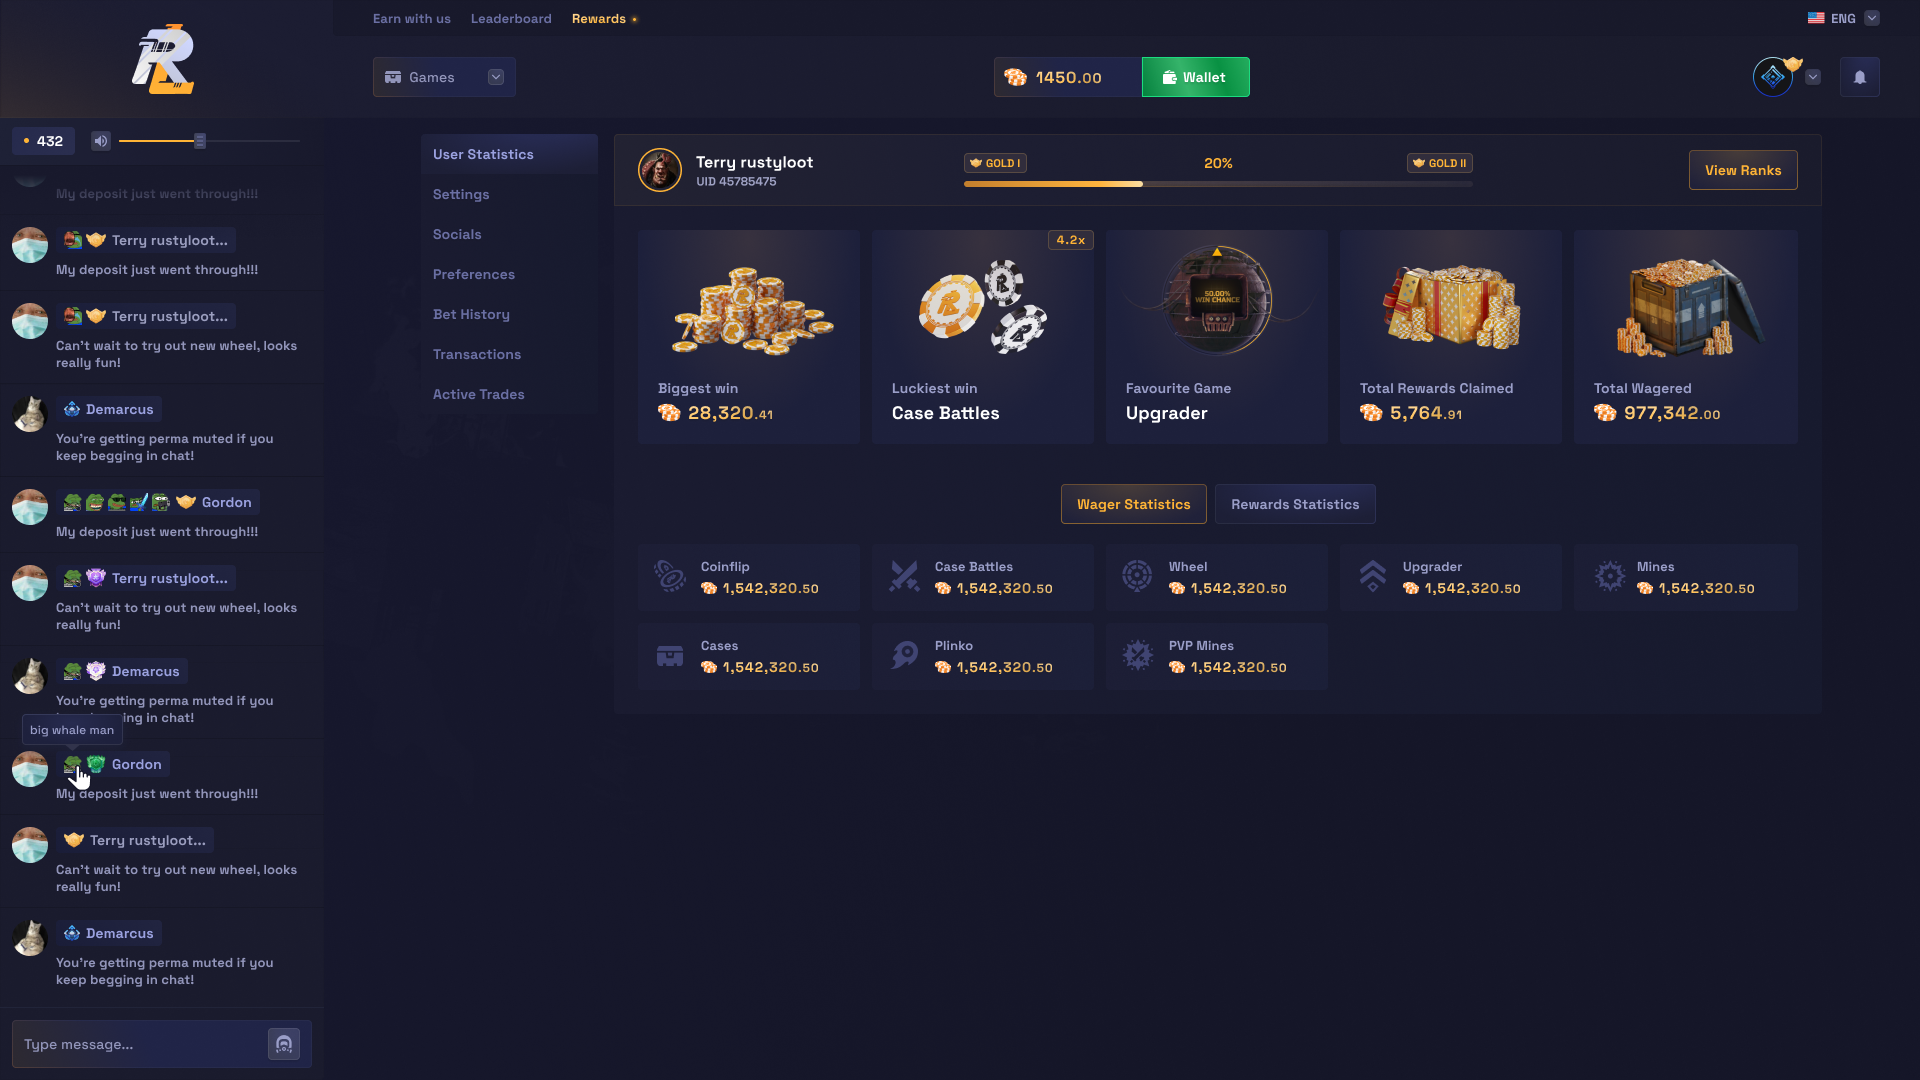 Earn with us
Leaderboard
Rewards
ENG
Games
1450.00
Wallet
432
My deposit just went through!!!
Terry rustyloot...
My deposit just went through!!!
Terry rustyloot...
Can't wait to try out new wheel, looks
really fun!
Demarcus
You're getting perma muted if you
keep begging in chat!
Gordon
My deposit just went through!!!
Terry rustyloot...
Can't wait to try out new wheel, looks
really fun!
Demarcus
You're getting perma muted if you
ing in chat!
big whale man
Gordon
My deposit just went through!!!
Terry rustyloot...
Can't wait to try out new wheel, looks
really fun!
Demarcus
You're getting perma muted if you
keep begging in chat!
Type message...
User Statistics
Settings
Socials
Preferences
Bet History
Transactions
Active Trades
Terry rustyloot
UID 45785475
GOLD I
20%
GOLD II
View Ranks
Biggest win
28,320.41
4.2x
Luckiest win
Case Battles
50.00%
WIN CHANCE
Favourite Game
Upgrader
Total Rewards Claimed
5,764.91
Total Wagered
977,342.00
Wager Statistics
Rewards Statistics
Coinflip
1,542,320.50
Case Battles
1,542,320.50
Wheel
1,542,320.50
Upgrader
1,542,320.50
Mines
1,542,320.50
Cases
1,542,320.50
Plinko
1,542,320.50
PVP Mines
1,542,320.50